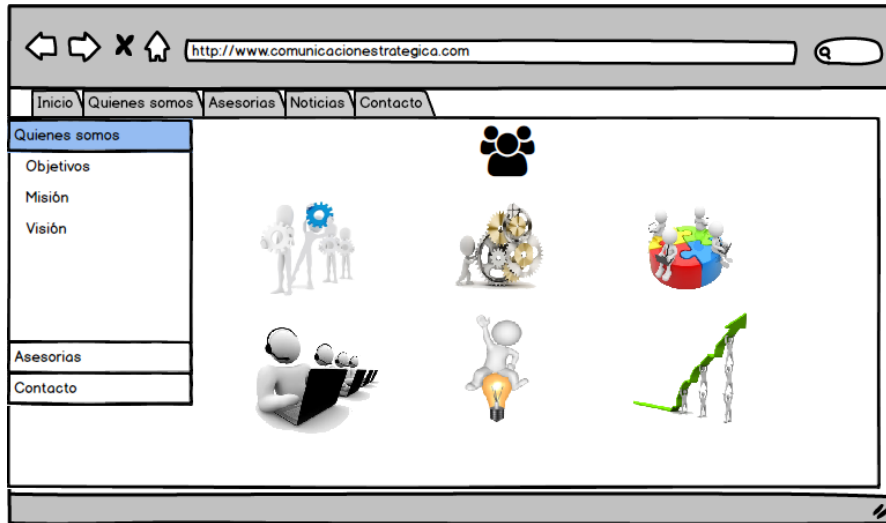 http://www.comunicacionestrategica.com
Inicio Quienes somos Asesorias Noticias Contacto
Quienes somos
Objetivos
Misión
Visión
Asesorias
Contacto